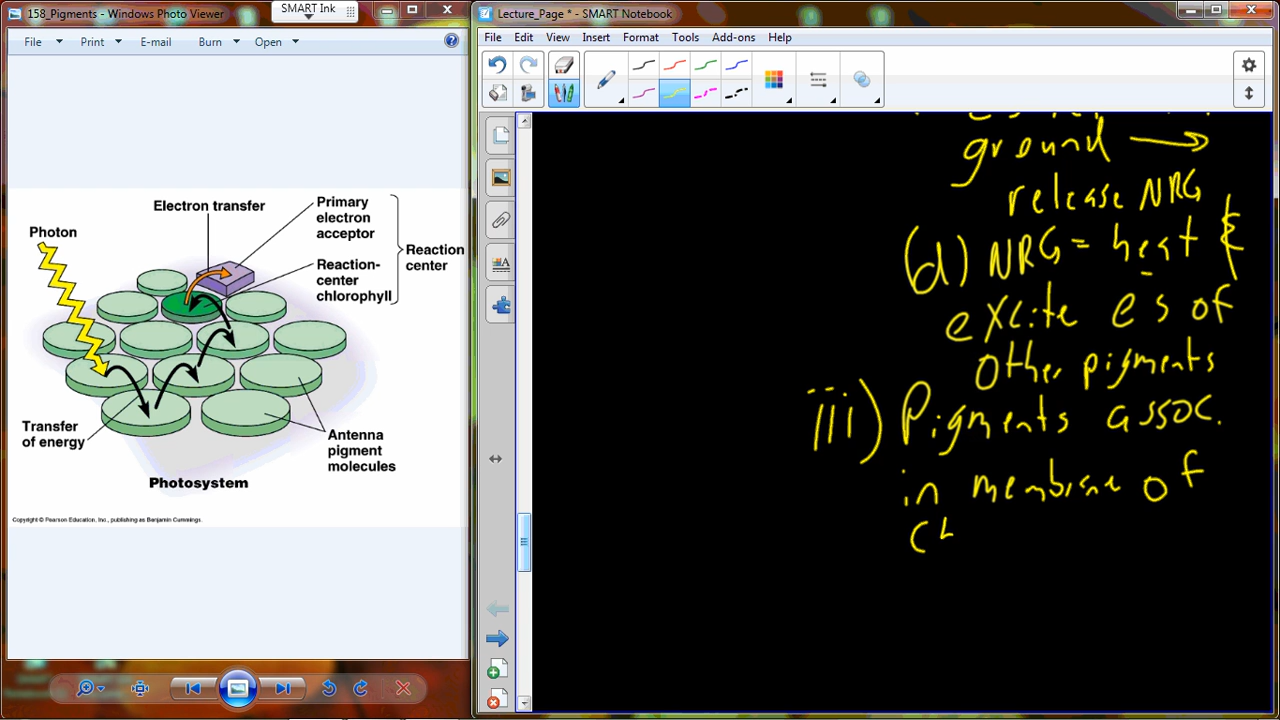 158_Pigments - Windows Photo Viewer
SMART Ink
File Print E-mail Burn Open
Electron transfer
Primary
electron
acceptor
Photon
Reaction
center
Reaction-
center
chlorophyll
Transfer
of energy
Antenna
pigment
molecules
Photosystem
Copyright © Pearson Education, Inc., publishing as Benjamin Cummings.
Lecture_Page * - SMART Notebook
File Edit View Insert Format Tools Add-ons Help
ground →
release NRG
(d) NRG = heat &
excite es of
other pigments
iii) Pigments assoc.
in membrane of
Ch